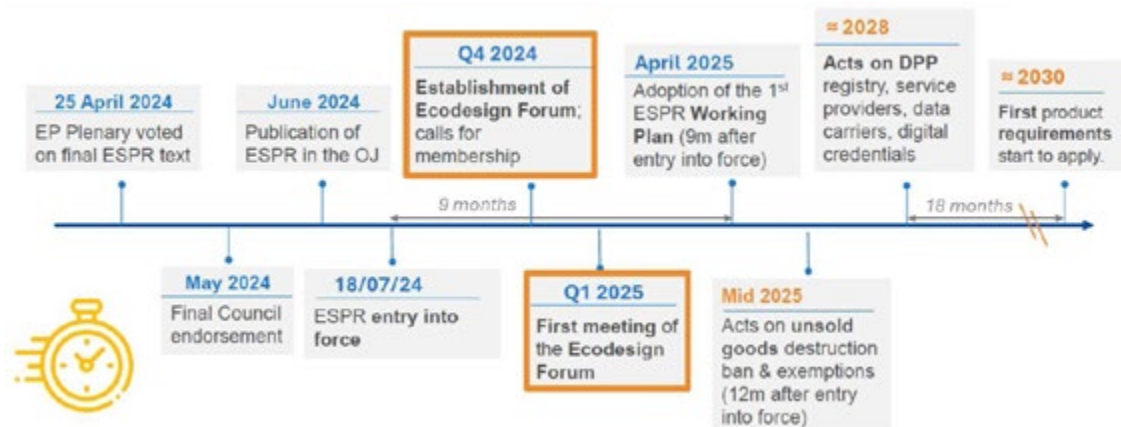 25 April 2024
EP Plenary voted
on final ESPR text
June 2024
Publication of
ESPR in the OJ
Q4 2024
Establishment of
Ecodesign Forum;
calls for
membership
April 2025
Adoption of the 1st
ESPR Working
Plan (9m after
entry into force)
≈ 2028
Acts on DPP
registry, service
providers, data
carriers, digital
credentials
≈ 2030
First product
requirements
start to apply.
9 months
18 months
May 2024
Final Council
endorsement
18/07/24
ESPR entry into
force
Q1 2025
First meeting of
the Ecodesign
Forum
Mid 2025
Acts on unsold
goods destruction
ban & exemptions
(12m after entry
into force)